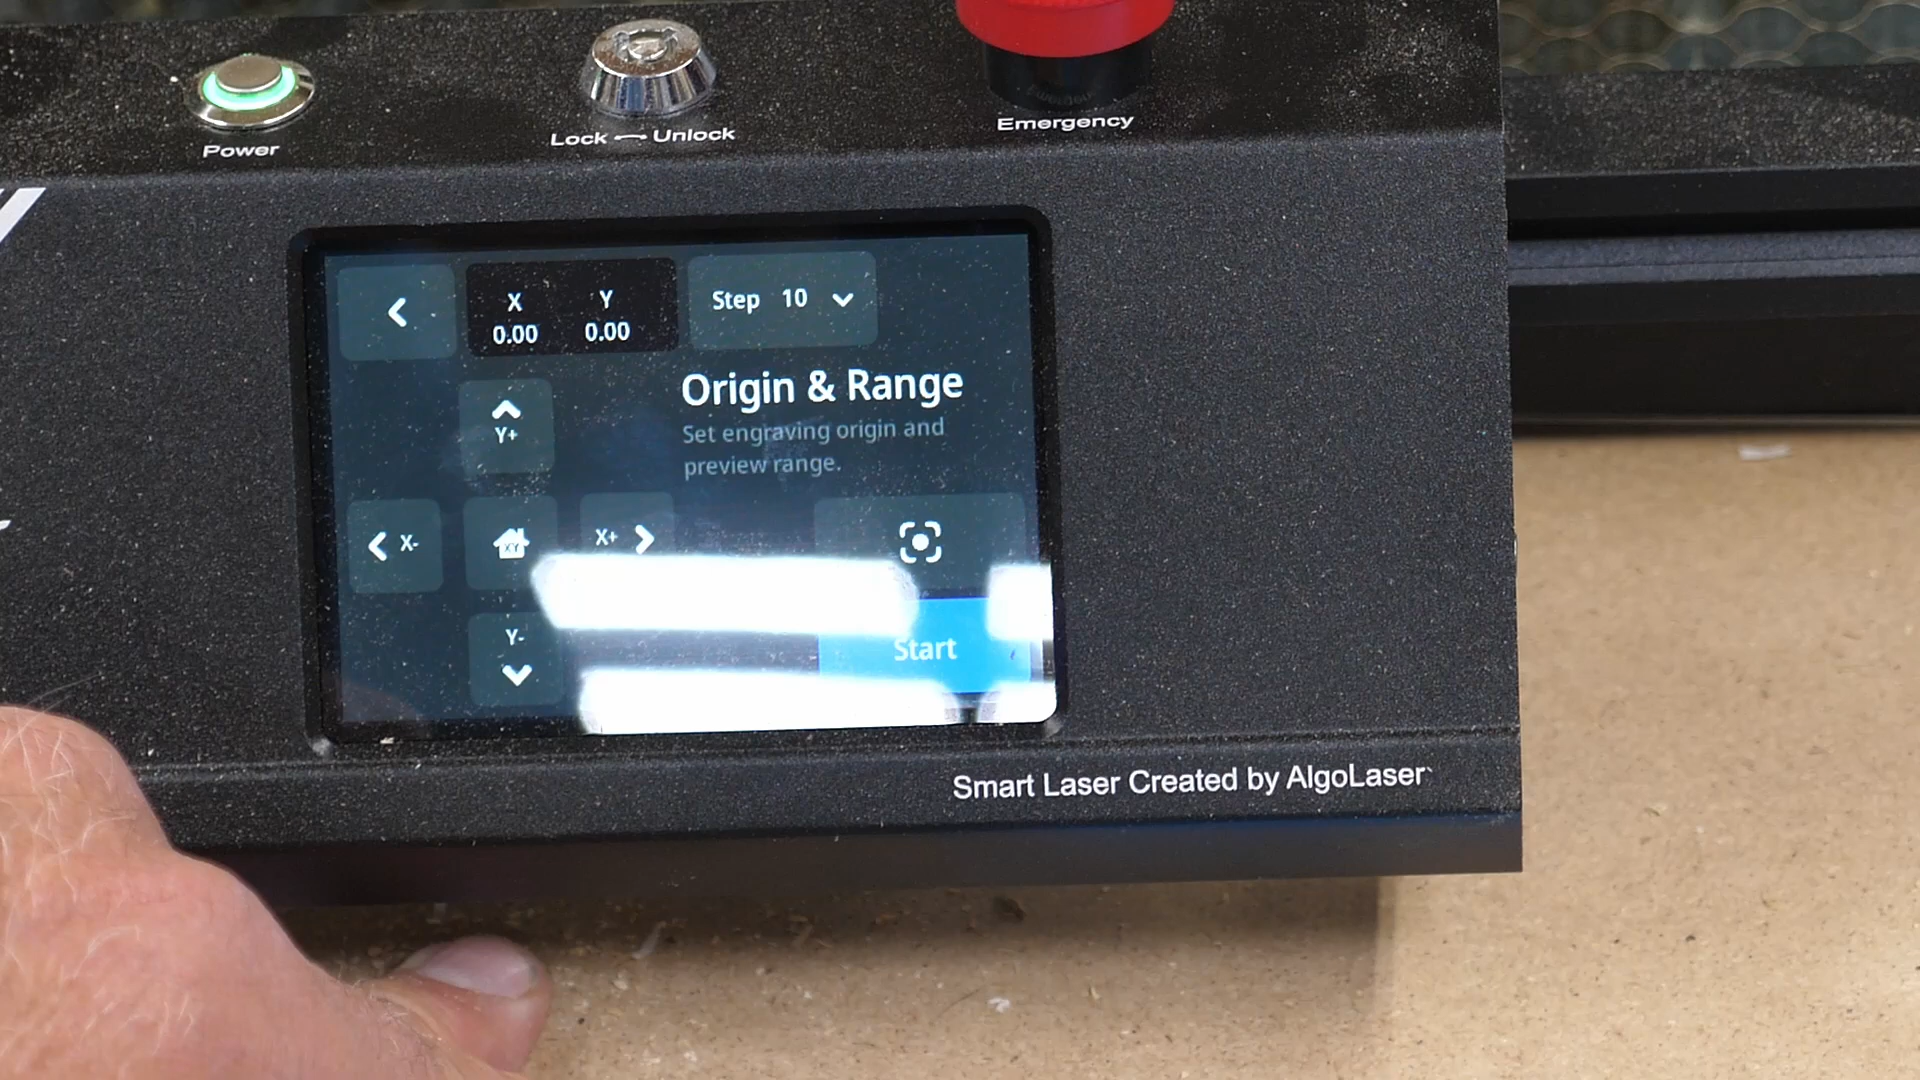 Power
Lock Unlock
Emergency
X Y
0.00 0.00
Step 10
Origin & Range
Set engraving origin and
preview range.
Y+
X-
XY
X+
Y-
Start
Smart Laser Created by AlgoLaser